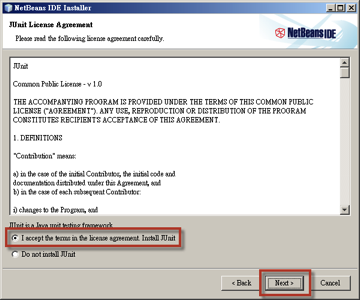 NetBeans IDE Installer
JUnit License Agreement
Please read the following license agreement carefully.
NetBeans IDE
JUnit
Common Public License - v 1.0
THE ACCOMPANYING PROGRAM IS PROVIDED UNDER THE TERMS OF THIS COMMON PUBLIC
LICENSE ("AGREEMENT"). ANY USE, REPRODUCTION OR DISTRIBUTION OF THE PROGRAM
CONSTITUTES RECIPIENT'S ACCEPTANCE OF THIS AGREEMENT.
1. DEFINITIONS
"Contribution" means:
a) in the case of the initial Contributor, the initial code and
documentation distributed under this Agreement, and
b) in the case of each subsequent Contributor:
i) changes to the Program, and
JUnit is a Java unit testing framework.
I accept the terms in the license agreement. Install JUnit
Do not install JUnit
< Back Next > Cancel